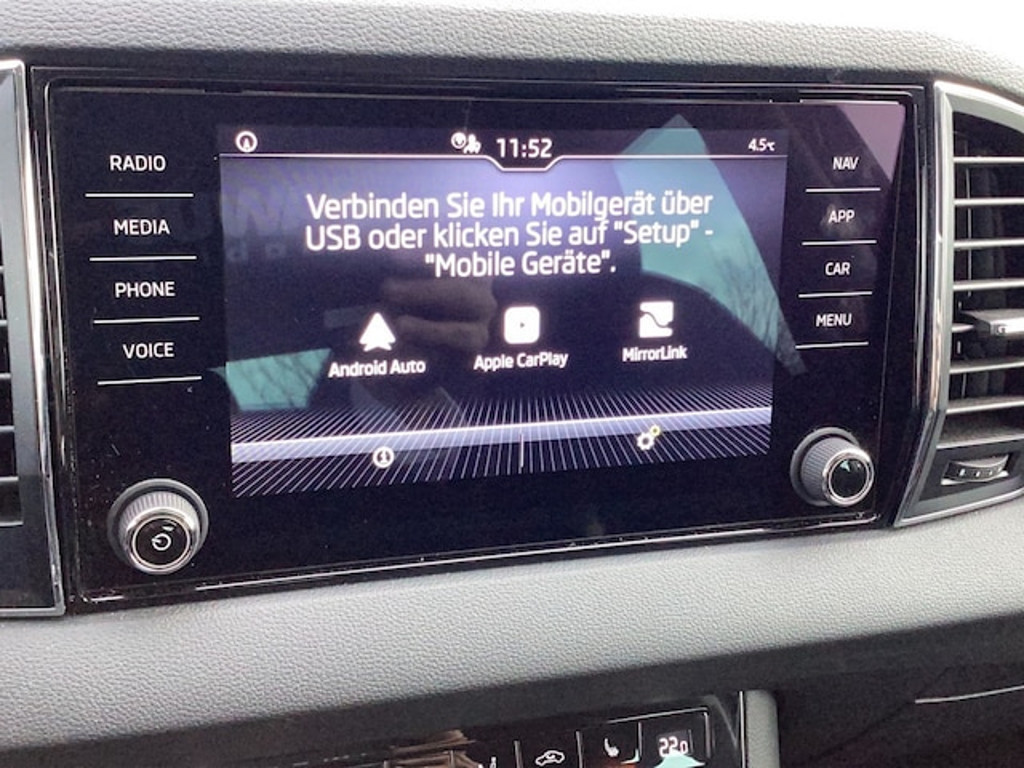 11:52
4.5°C
RADIO
MEDIA
PHONE
VOICE
Verbinden Sie Ihr Mobilgerät über
USB oder klicken Sie auf "Setup" -
"Mobile Geräte".
Android Auto
Apple CarPlay
MirrorLink
NAV
APP
CAR
MENU
22.0